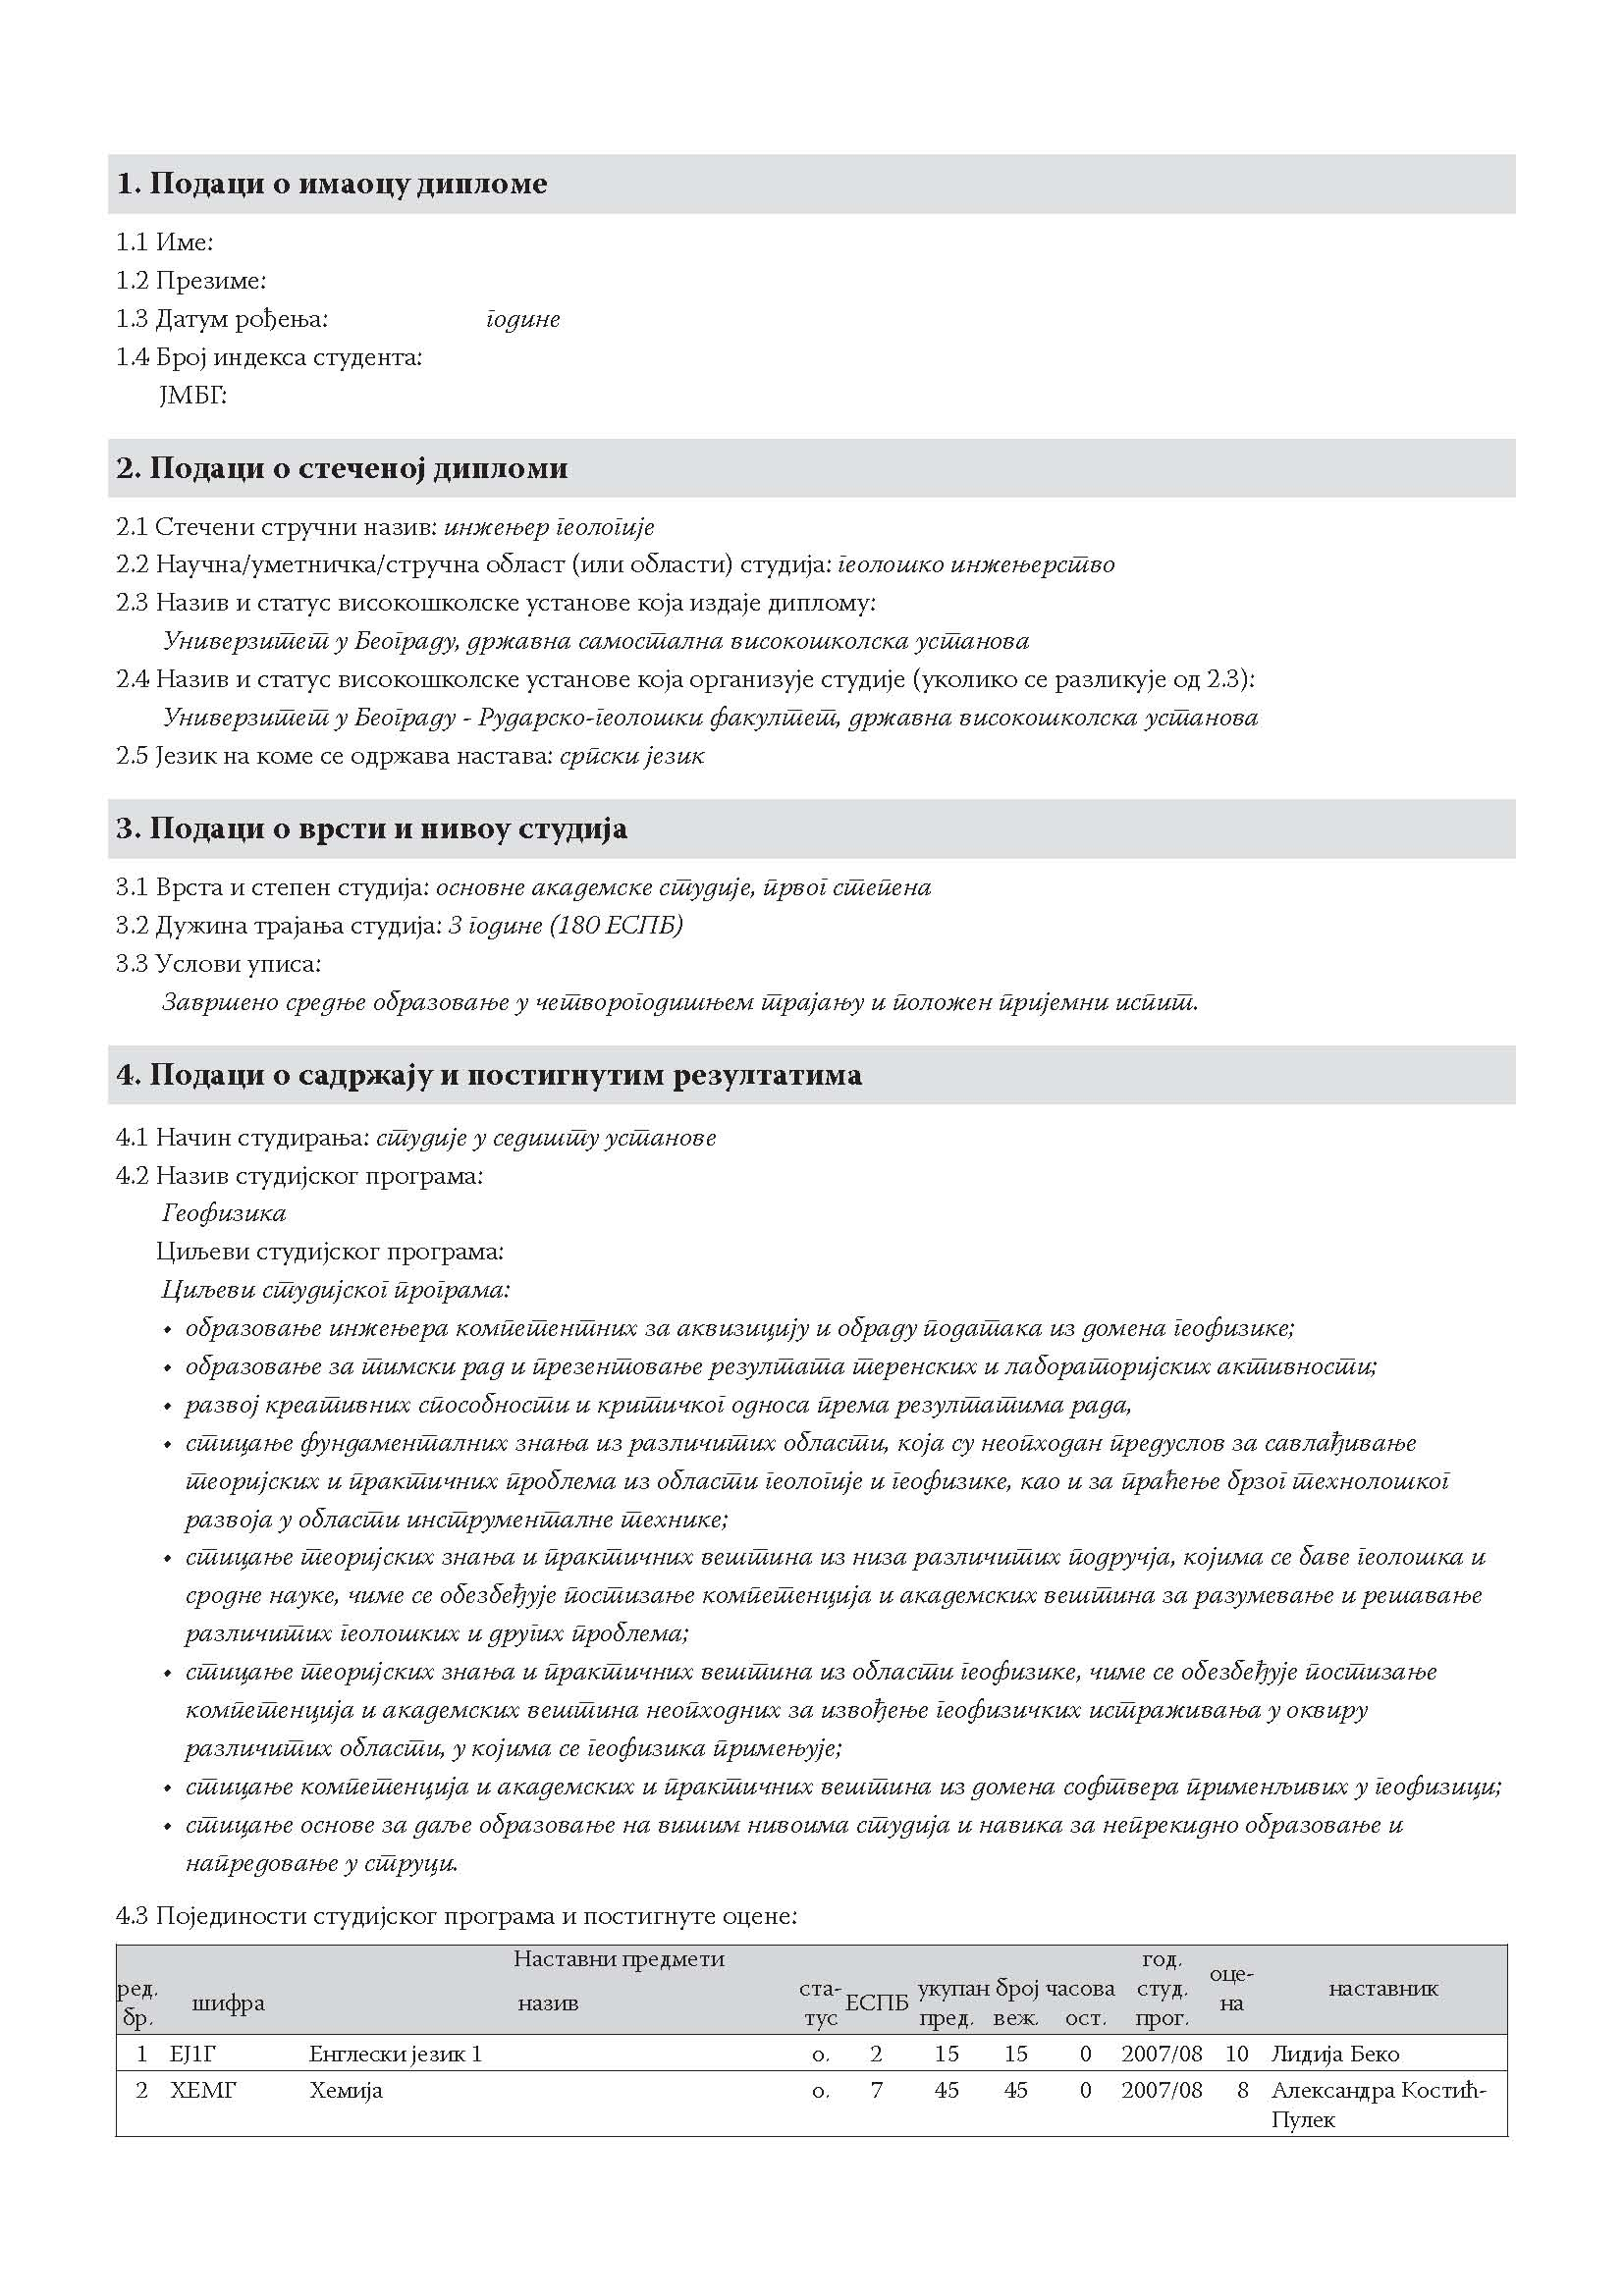 1. Подаци о имаоцу дипломе
1.1 Име:
1.2 Презиме:
1.3 Датум рођења: године
1.4 Број индекса студента:
ЈМБГ:
2. Подаци о стеченој дипломи
2.1 Стечени стручни назив: инжењер геологије
2.2 Научна/уметничка/стручна област (или области) студија: геолошко инжењерство
2.3 Назив и статус високошколске установе која издаје диплому:
Универзитет у Београду, државна самостална високошколска установа
2.4 Назив и статус високошколске установе која организује студије (уколико се разликује од 2.3):
Универзитет у Београду - Рударско-геолошки факултет, државна високошколска установа
2.5 Језик на коме се одржава настава: српски језик
3. Подаци о врсти и нивоу студија
3.1 Врста и степен студија: основне академске студије, првог степена
3.2 Дужина трајања студија: 3 године (180 ЕСПБ)
3.3 Услови уписа:
Завршено средње образовање у четворогодишњем трајању и положен пријемни испит.
4. Подаци о садржају и постигнутим резултатима
4.1 Начин студирања: студије у седишту установе
4.2 Назив студијског програма:
Геофизика
Циљеви студијског програма:
Циљеви студијског програма:
• образовање инжењера компетентних за аквизицију и обраду података из домена геофизике;
• образовање за тимски рад и презентовање резултата теренских и лабораторијских активности;
• развој креативних способности и критичког односа према резултатима рада,
• стицање фундаменталних знања из различитих области, која су неопходан предуслов за савлађивање
теоријских и практичних проблема из области геологије и геофизике, као и за праћење брзог технолошког
развоја у области инструменталне технике;
• стицање теоријских знања и практичних вештина из низа различитих подручја, којима се баве геолошка и
сродне науке, чиме се обезбеђује постизање компетенција и академских вештина за разумевање и решавање
различитих геолошких и других проблема;
• стицање теоријских знања и практичних вештина из области геофизике, чиме се обезбеђује постизање
компетенција и академских вештина неопходних за извођење геофизичких истраживања у оквиру
различитих области, у којима се геофизика примењује;
• стицање компетенција и академских и практичних вештина из домена софтвера применљивих у геофизици;
• стицање основе за даље образовање на вишим нивоима студија и навика за непрекидно образовање и
напредовање у струци.
4.3 Појединости студијског програма и постигнуте оцене:
Наставни предмети год.
ред. ста- укупан број часова студ. оце- наставник
бр. шифра назив тус ЕСПБ пред. веж. ост. прог. на
1 ЕЈ1Г Енглески језик 1 о. 2 15 15 0 2007/08 10 Лидија Беко
2 ХЕМГ Хемија о. 7 45 45 0 2007/08 8 Александра Костић-
Пулек